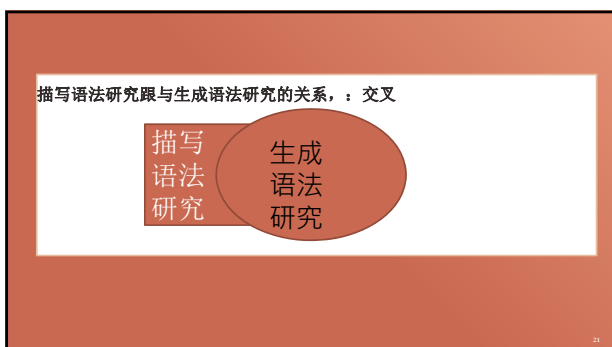 描写语法研究跟与生成语法研究的关系，：交叉
描写
语法
研究
生成
语法
研究
21